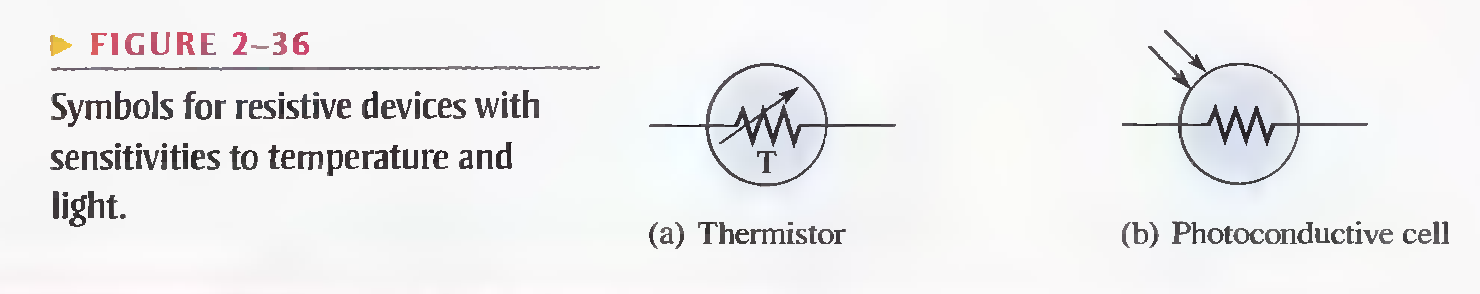 FIGURE 2–36
Symbols for resistive devices with
sensitivities to temperature and
light.
T
(a) Thermistor
(b) Photoconductive cell